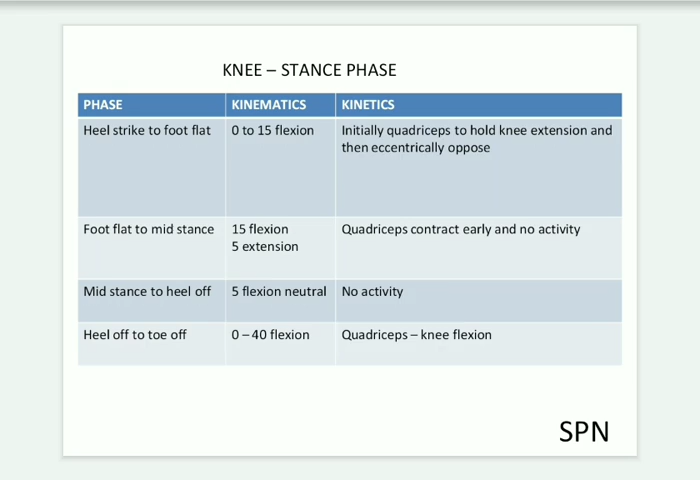 KNEE – STANCE PHASE
PHASE KINEMATICS KINETICS
Heel strike to foot flat 0 to 15 flexion Initially quadriceps to hold knee extension and
then eccentrically oppose
Foot flat to mid stance 15 flexion Quadriceps contract early and no activity
5 extension
Mid stance to heel off 5 flexion neutral No activity
Heel off to toe off 0 – 40 flexion Quadriceps – knee flexion
SPN